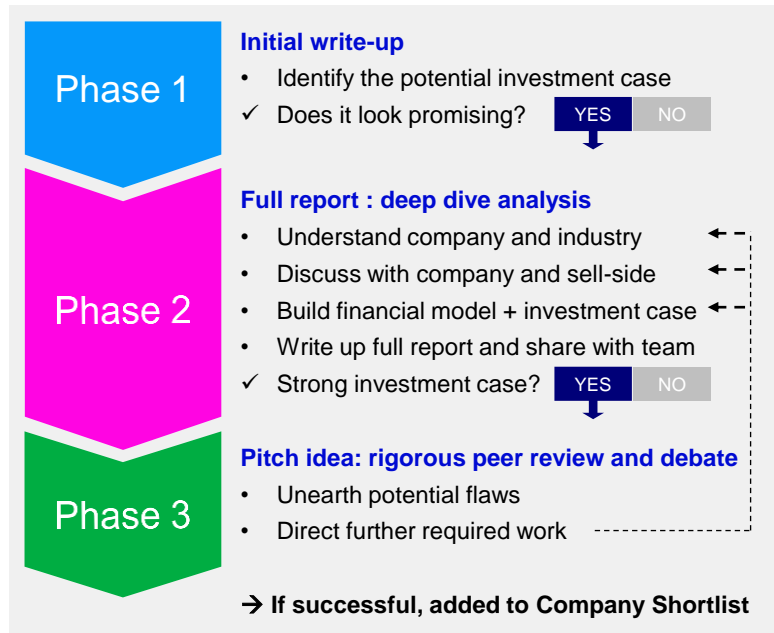 Phase 1
Initial write-up
• Identify the potential investment case
✓ Does it look promising? YES NO
Phase 2
Full report : deep dive analysis
• Understand company and industry
• Discuss with company and sell-side
• Build financial model + investment case
• Write up full report and share with team
✓ Strong investment case? YES NO
Phase 3
Pitch idea: rigorous peer review and debate
• Unearth potential flaws
• Direct further required work
→ If successful, added to Company Shortlist